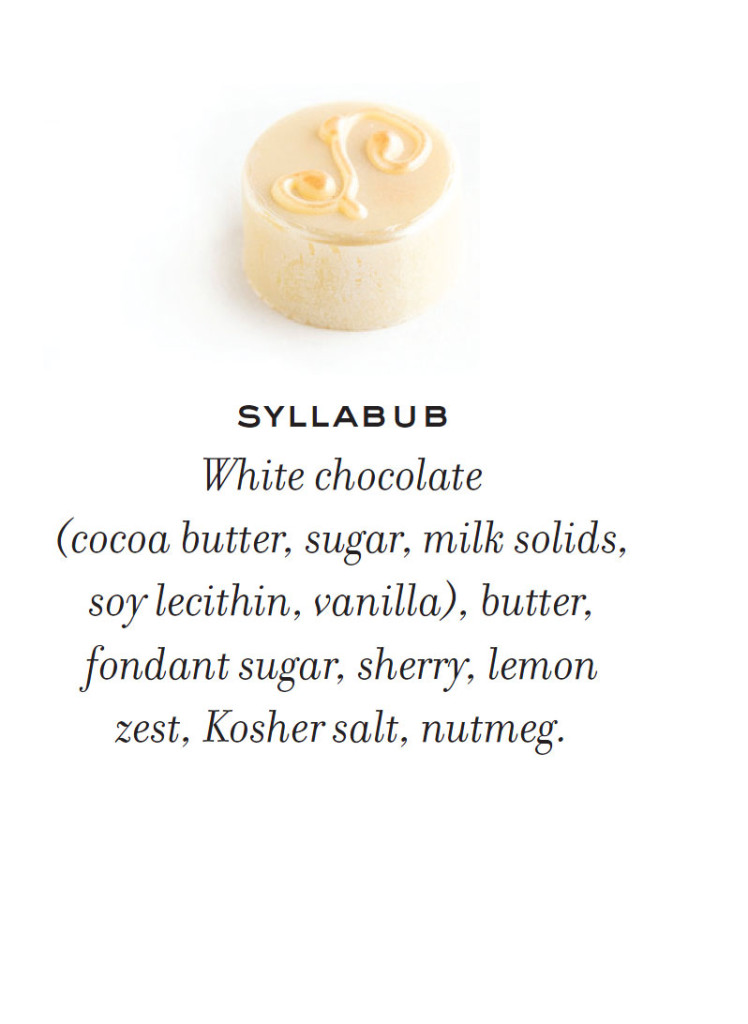 SYLLABUB
White chocolate
(cocoa butter, sugar, milk solids,
soy lecithin, vanilla), butter,
fondant sugar, sherry, lemon
zest, Kosher salt, nutmeg.